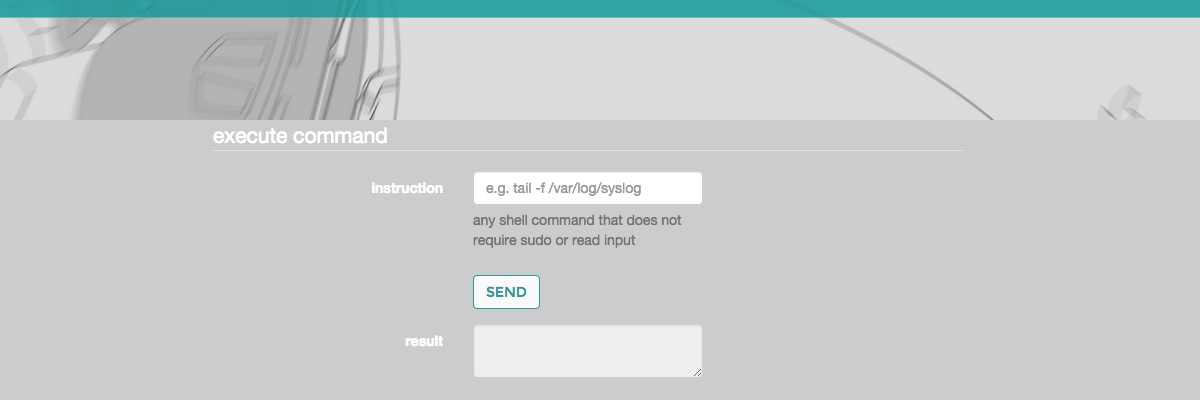 execute command
instruction
e.g. tail -f /var/log/syslog
any shell command that does not
require sudo or read input
SEND
result